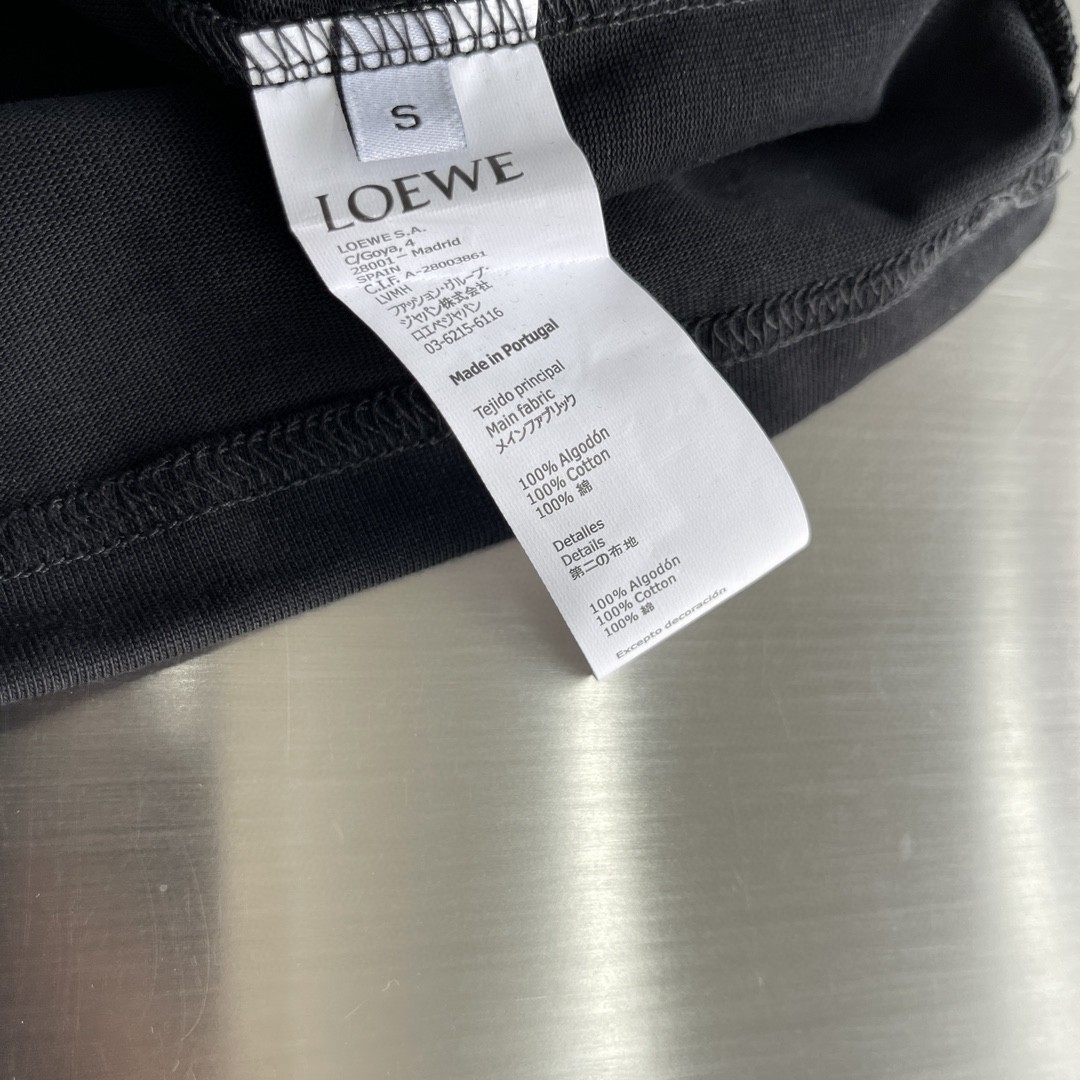 S
LOEWE
LOEWE S.A.
C/Goya, 4
28001 – Madrid
SPAIN
C.I.F. A-28003861
LVMH
ファッション・グループ・
ジャパン株式会社
ロエベジャパン
03-6215-6116
Made in Portugal
Tejido principal
Main fabric
メインファブリック
100% Algodón
100% Cotton
100% 綿
Detalles
Details
第二の布地
100% Algodón
100% Cotton
100% 綿
Excepto decoración